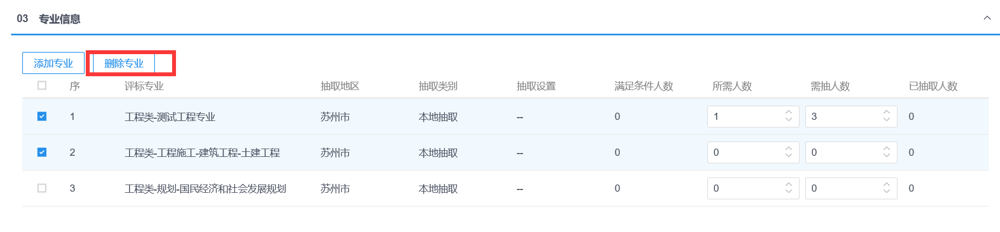 03 专业信息
添加专业 删除专业
序 评标专业 抽取地区 抽取类别 抽取设置 满足条件人数 所需人数 需抽人数 已抽取人数
1 工程类-测试工程专业 苏州市 本地抽取 -- 0 1 3 0
2 工程类-工程施工-建筑工程-土建工程 苏州市 本地抽取 -- 0 0 0 0
3 工程类-规划-国民经济和社会发展规划 苏州市 本地抽取 -- 0 0 0 0